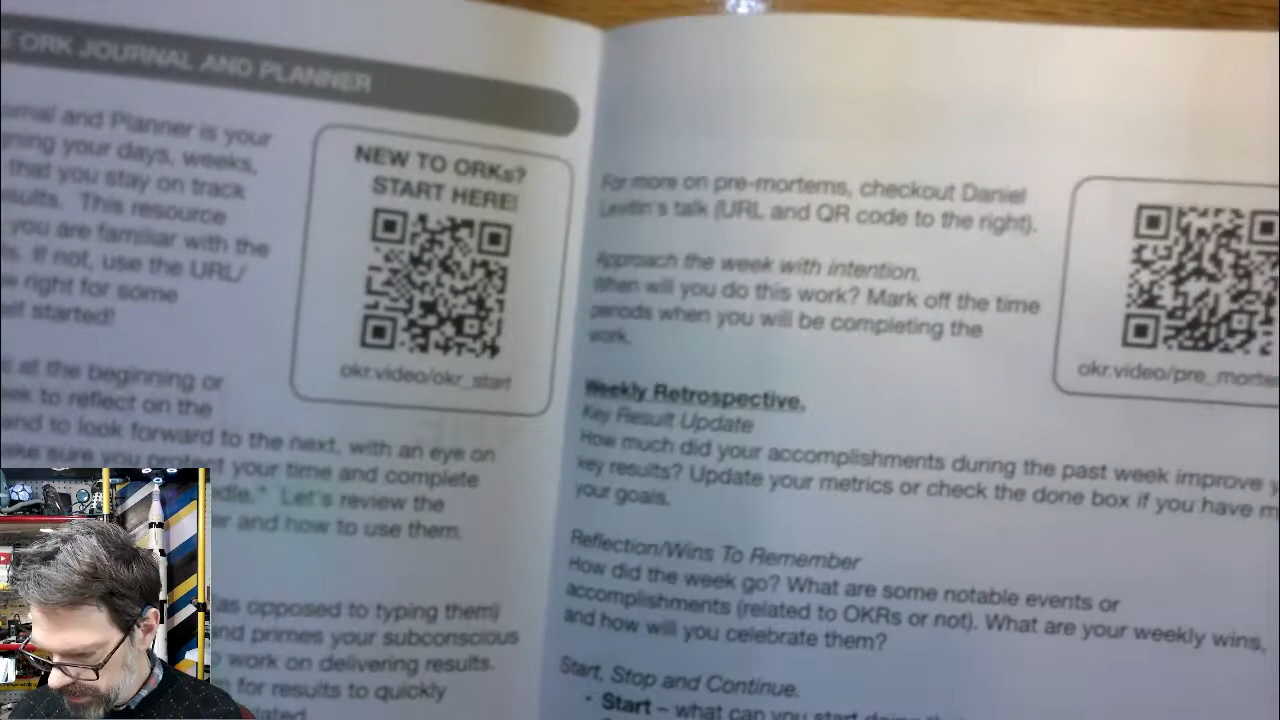 ORK JOURNAL AND PLANNER
and Planner is your
your days, weeks,
that you stay on track
This resource
you are familiar with the
If not, use the URL/
right for some
started!
at the beginning or
to reflect on the
and to look forward to the next, with an eye on
sure you protect your time and complete
Let's review the
and how to use them.
as opposed to typing them)
and primes your subconscious
work on delivering results.
for results to quickly
NEW TO ORKs?
START HERE!
okr.video/okr_start
For more on pre-mortems, checkout Daniel
Levitin's talk (URL and QR code to the right).
Approach the week with intention.
When will you do this work? Mark off the time
periods when you will be completing the
work.
okr.video/pre_morte
Weekly Retrospective.
Key Result Update
How much did your accomplishments during the past week improve
key results? Update your metrics or check the done box if you have m
your goals.
Reflection/Wins To Remember
How did the week go? What are some notable events or
accomplishments (related to OKRs or not). What are your weekly wins,
and how will you celebrate them?
Start, Stop and Continue.
• Start – what can you start doing